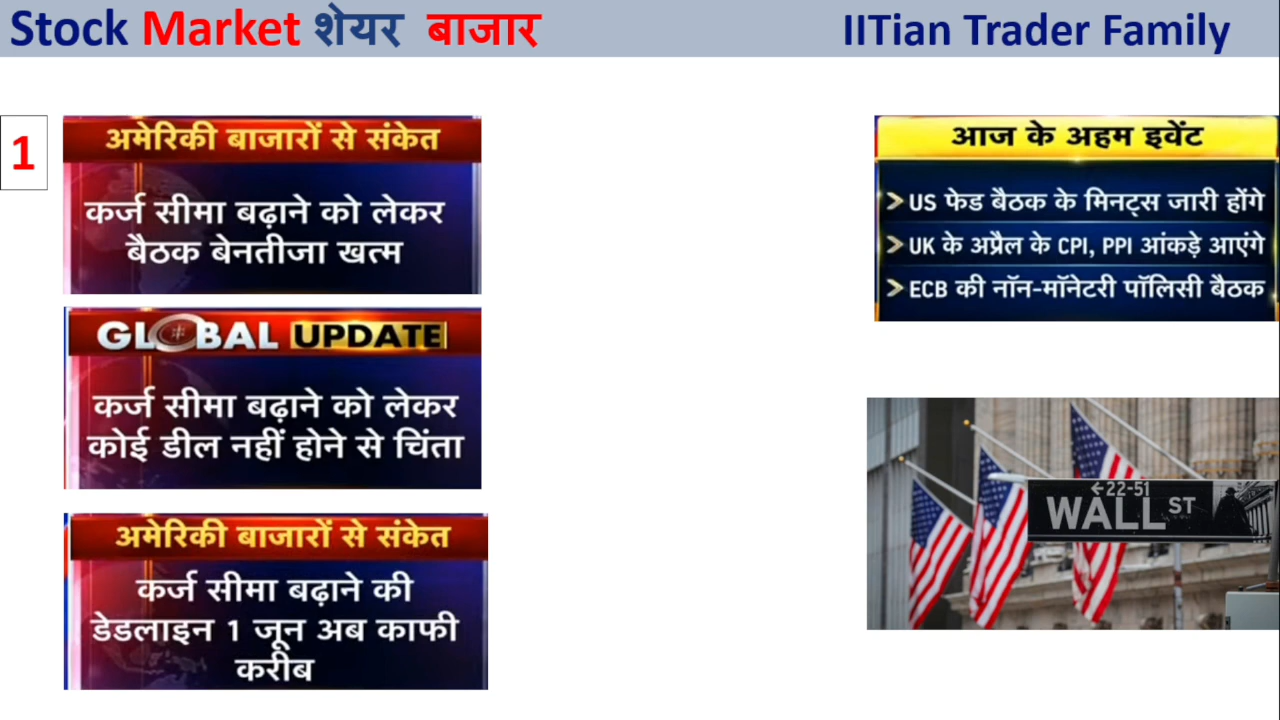 Stock Market शेयर बाजार
IITian Trader Family
1
अमेरिकी बाजारों से संकेत
कर्ज सीमा बढ़ाने को लेकर
बैठक बेनतीजा खत्म
GLOBAL UPDATE
कर्ज सीमा बढ़ाने को लेकर
कोई डील नहीं होने से चिंता
अमेरिकी बाजारों से संकेत
कर्ज सीमा बढ़ाने की
डेडलाइन 1 जून अब काफी
करीब
आज के अहम इवेंट
US फेड बैठक के मिनट्स जारी होंगे
UK के अप्रैल के CPI, PPI आंकड़े आएंगे
ECB की नॉन-मॉनेटरी पॉलिसी बैठक
←22-51
WALL ST